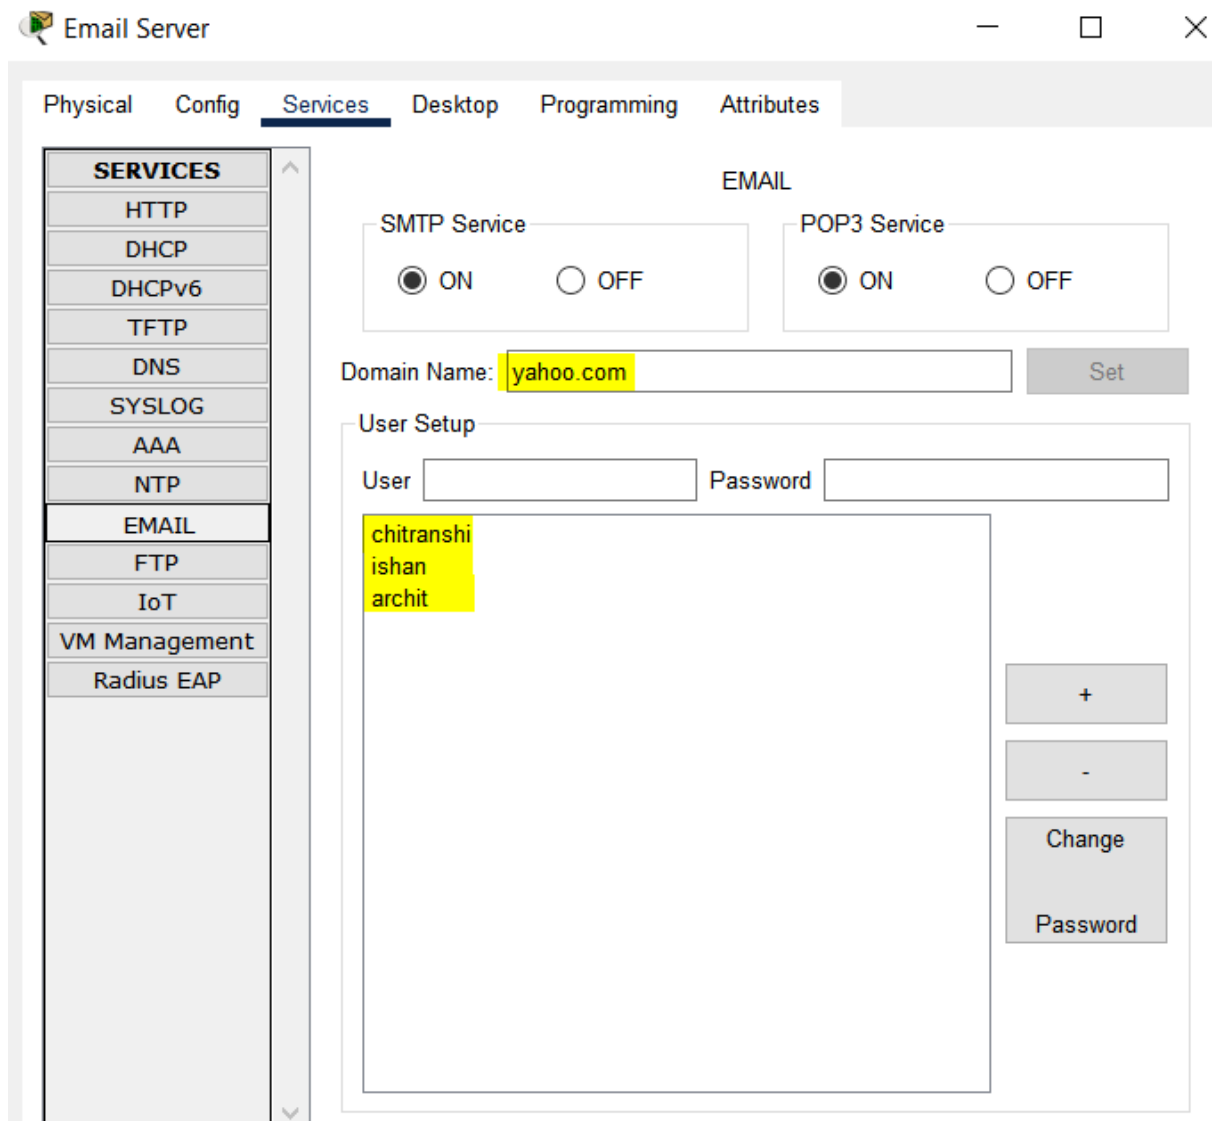 Email Server
Physical Config Services Desktop Programming Attributes
SERVICES
HTTP
DHCP
DHCPv6
TFTP
DNS
SYSLOG
AAA
NTP
EMAIL
FTP
IoT
VM Management
Radius EAP
EMAIL
SMTP Service
ON OFF
POP3 Service
ON OFF
Domain Name: yahoo.com Set
User Setup
User Password
chitranshi
ishan
archit
+
-
Change
Password